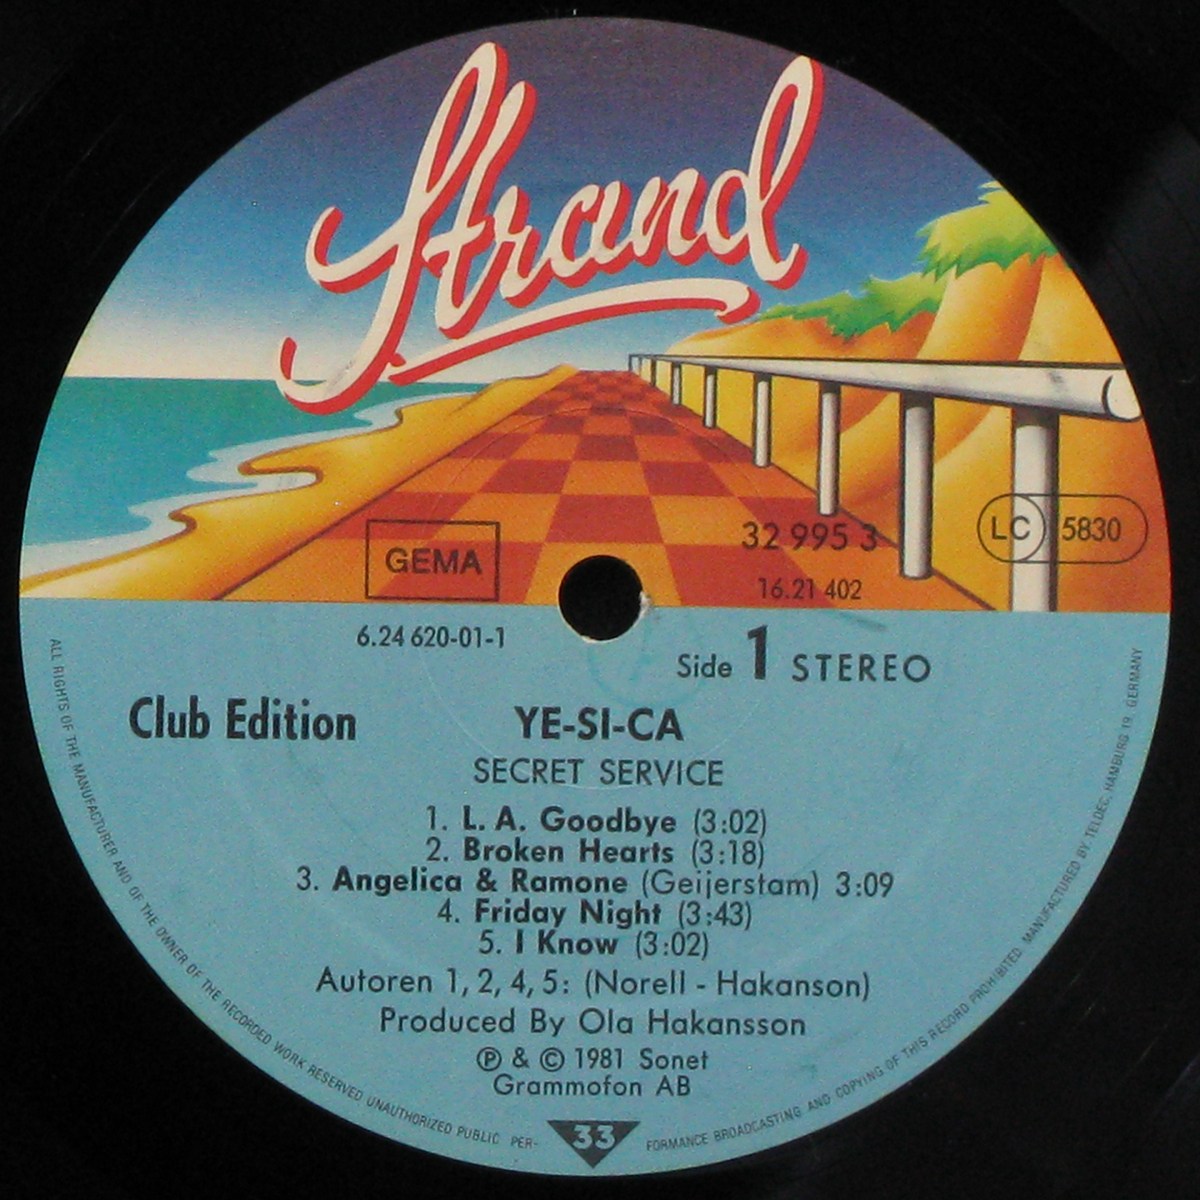 Strand
GEMA
32 995 3
LC 5830
16.21 402
6.24 620-01-1
Side 1 STEREO
Club Edition
YE-SI-CA
SECRET SERVICE
1. L. A. Goodbye (3:02)
2. Broken Hearts (3:18)
3. Angelica & Ramone (Geijerstam) 3:09
4. Friday Night (3:43)
5. I Know (3:02)
Autoren 1, 2, 4, 5: (Norell - Hakanson)
Produced By Ola Hakansson
℗ & © 1981 Sonet
Grammofon AB
33
ALL RIGHTS OF THE MANUFACTURER AND OF THE OWNER OF THE RECORDED WORK RESERVED UNAUTHORIZED PUBLIC PER-
FORMANCE BROADCASTING AND COPYING OF THIS RECORD PROHIBITED. MANUFACTURED BY TELDEC, HAMBURG 19. GERMANY